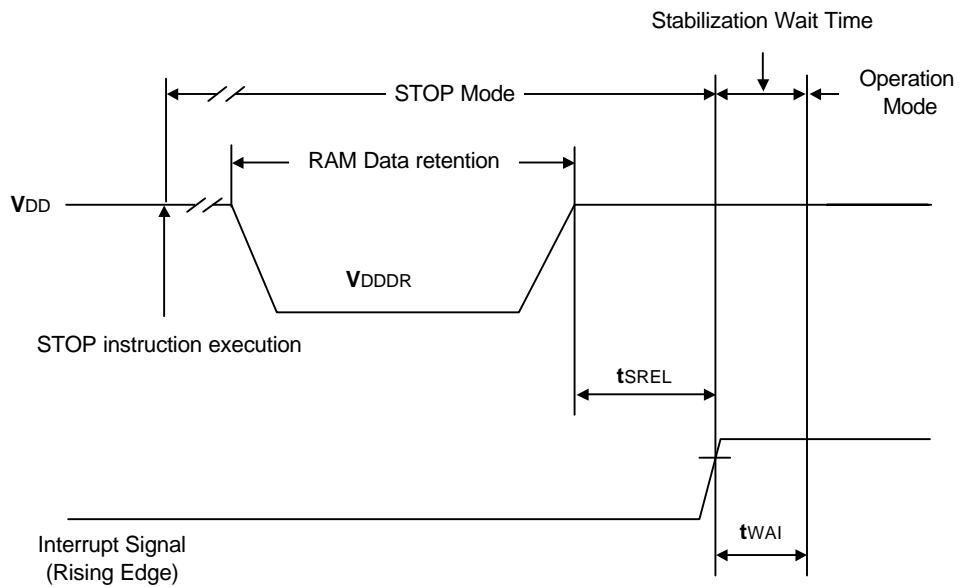 Stabilization Wait Time
Operation
Mode
STOP Mode
RAM Data retention
VDD
VDDDR
STOP instruction execution
tSREL
tWAI
Interrupt Signal
(Rising Edge)